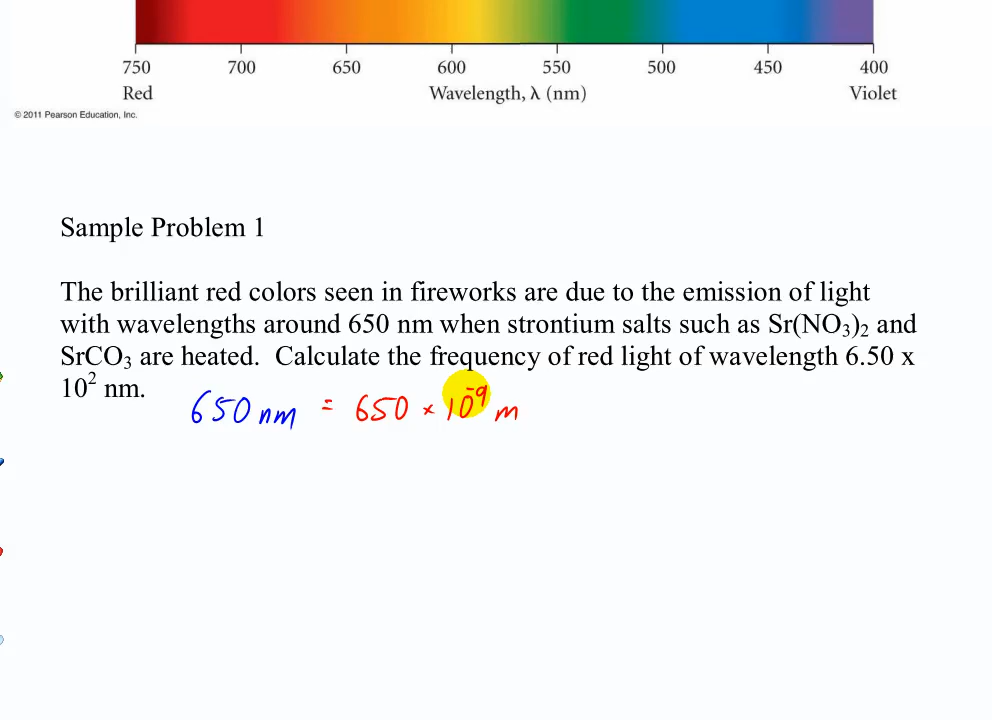 750 700 650 600 550 500 450 400
Red Wavelength, λ (nm) Violet
© 2011 Pearson Education, Inc.
Sample Problem 1
The brilliant red colors seen in fireworks are due to the emission of light
with wavelengths around 650 nm when strontium salts such as Sr(NO₃)₂ and
SrCO₃ are heated. Calculate the frequency of red light of wavelength 6.50 x
10² nm.
650 nm = 650 × 10⁻⁹ m